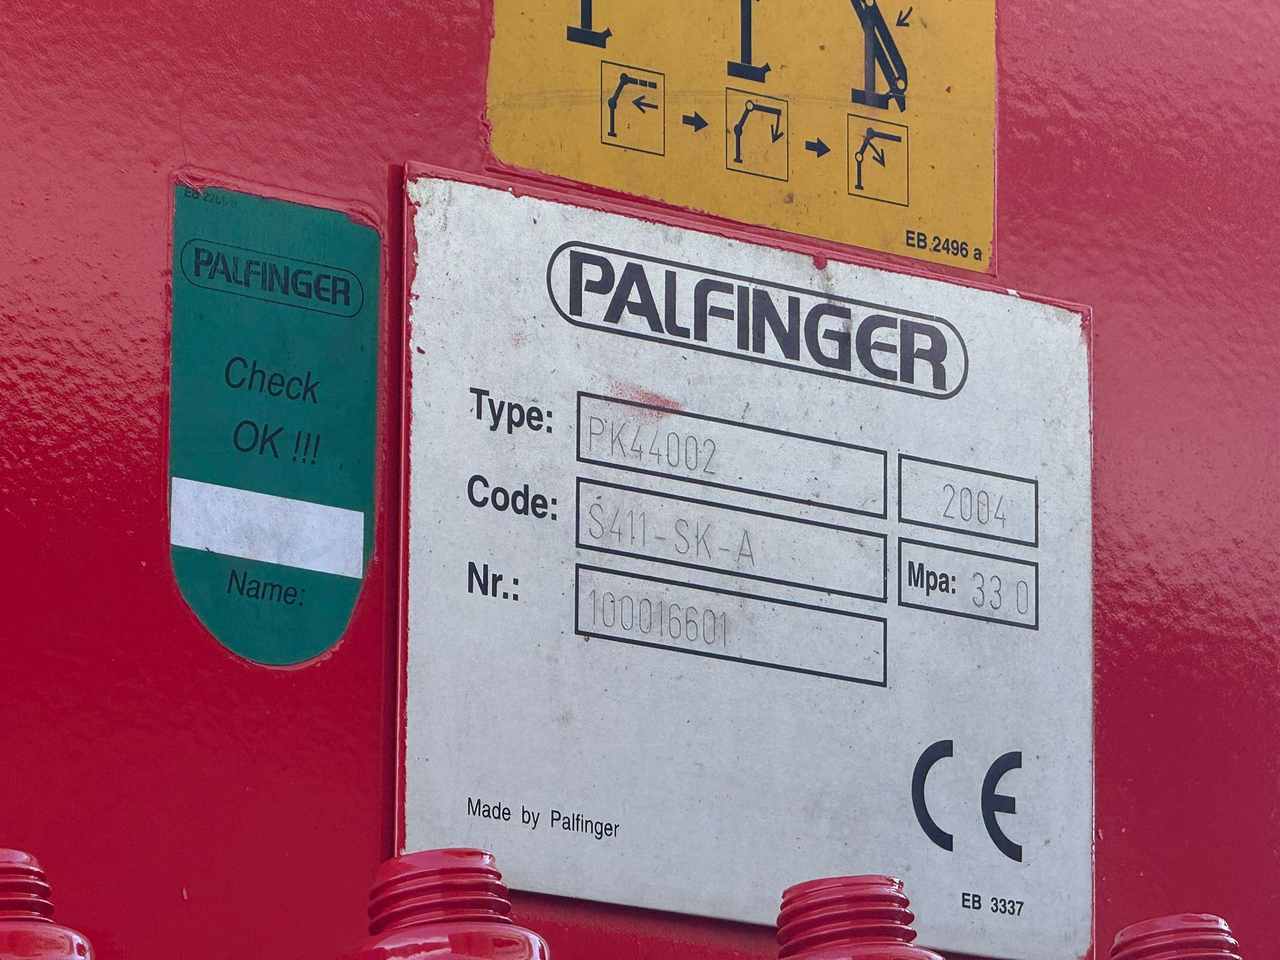 EB 2496 a
PALFINGER
Check
OK !!!
Name:
PALFINGER
Type: PK44002 2004
Code: S411-SK-A Mpa: 33 0
Nr.: 100016601
Made by Palfinger
CE
EB 3337